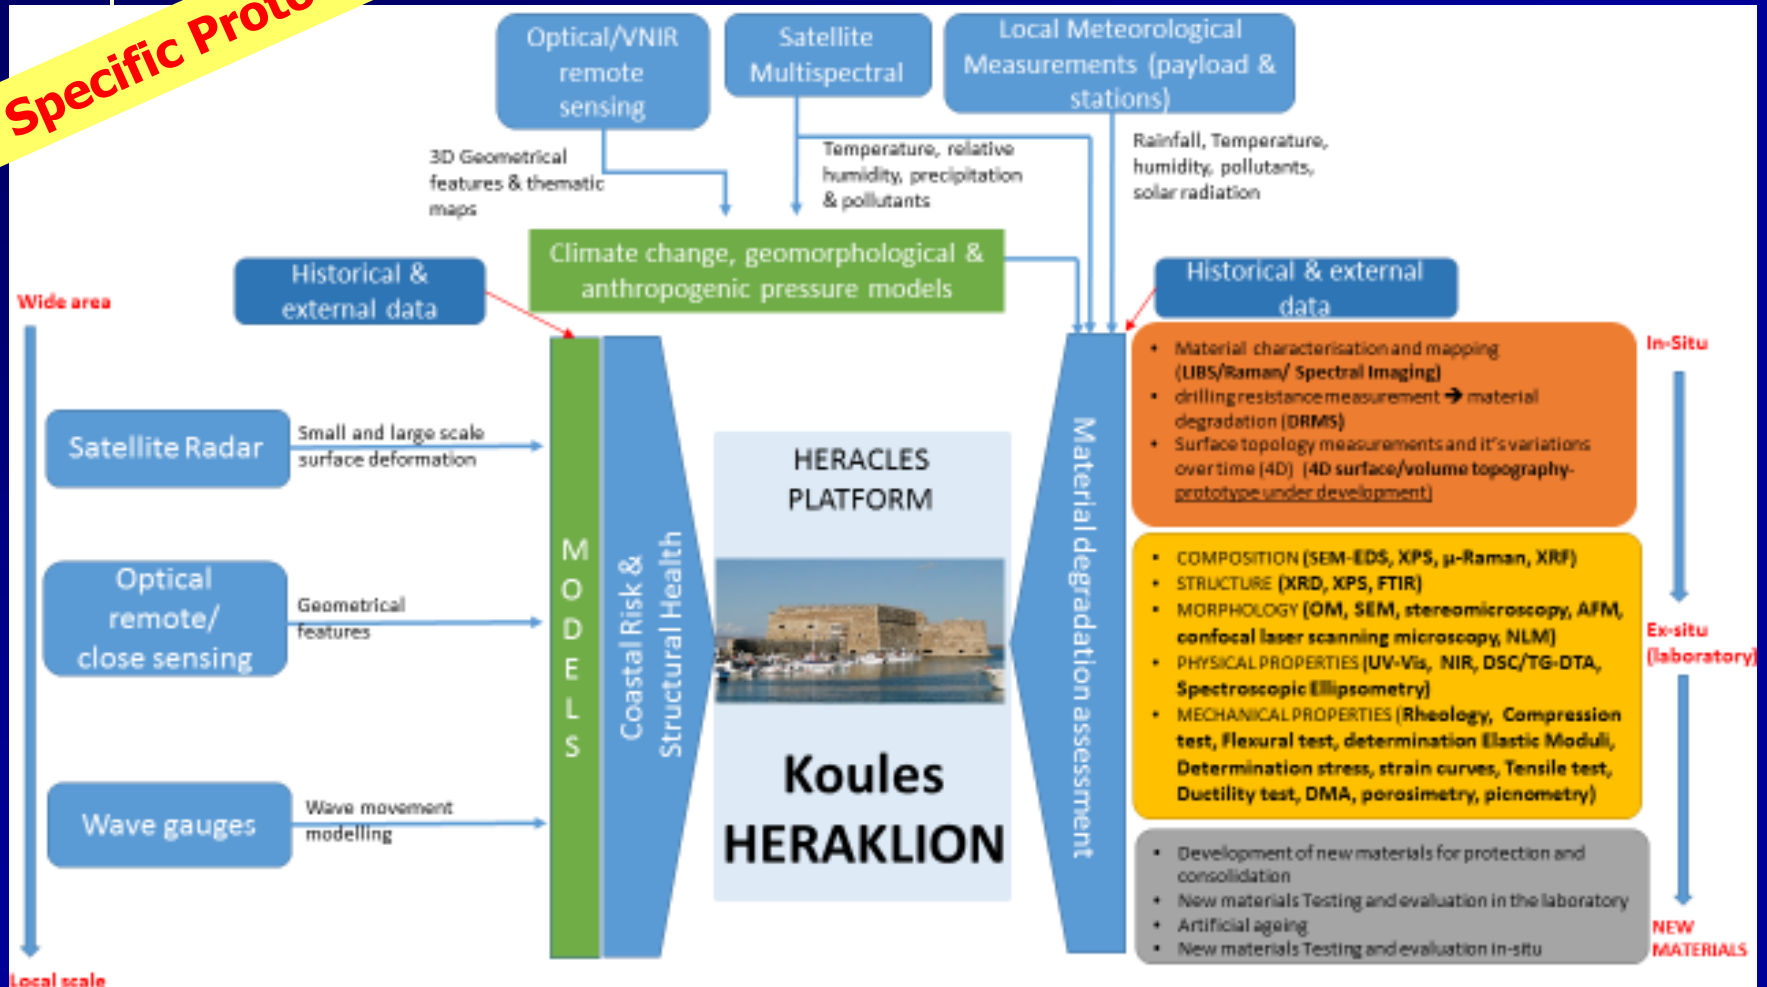 Specific
Optical/VNIR
remote
sensing
Satellite
Multispectral
Local Meteorological
Measurements (payload &
stations)
3D Geometrical
features & thematic
maps
Temperature, relative
humidity, precipitation
& pollutants
Rainfall, Temperature,
humidity, pollutants,
solar radiation
Climate change, geomorphological &
anthropogenic pressure models
Historical &
external data
Historical & external
data
Wide area
Satellite Radar
Small and large scale
surface deformation
Optical
remote/
close sensing
Geometrical
features
Wave gauges
Wave movement
modelling
Local scale
MODELS
Coastal Risk &
Structural Health
HERACLES
PLATFORM
Koules
HERAKLION
Material degradation assessment
• Material characterisation and mapping
(LIBS/Raman/ Spectral Imaging)
• drilling resistance measurement ➔ material
degradation (DRMS)
• Surface topology measurements and it's variations
over time (4D) (4D surface/volume topography-
prototype under development)
In-Situ
• COMPOSITION (SEM-EDS, XPS, µ-Raman, XRF)
• STRUCTURE (XRD, XPS, FTIR)
• MORPHOLOGY (OM, SEM, stereomicroscopy, AFM,
confocal laser scanning microscopy, NLM)
• PHYSICAL PROPERTIES (UV-Vis, NIR, DSC/TG-DTA,
Spectroscopic Ellipsometry)
• MECHANICAL PROPERTIES (Rheology, Compression
test, Flexural test, determination Elastic Moduli,
Determination stress, strain curves, Tensile test,
Ductility test, DMA, porosimetry, picnometry)
Ex-situ
(laboratory)
• Development of new materials for protection and
consolidation
• New materials Testing and evaluation in the laboratory
• Artificial ageing
• New materials Testing and evaluation in-situ
NEW
MATERIALS